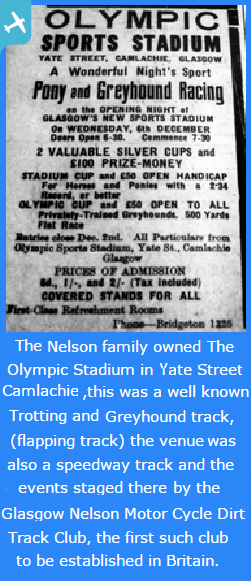 OLYMPIC
SPORTS STADIUM
YATE STREET, CAMLACHIE, GLASGOW
A Wonderful Night's Sport
Pony and Greyhound Racing
on the OPENING NIGHT of
GLASGOW'S NEW SPORTS STADIUM
On WEDNESDAY, 6th DECEMBER
Doors Open 6-30. Commence 7-30
2 VALUABLE SILVER CUPS and
£100 PRIZE-MONEY
STADIUM CUP and £50 OPEN HANDICAP
For Horses and Ponies with a 2:34
Record, or better
OLYMPIC CUP and £50 OPEN TO ALL
Privately-Trained Greyhounds. 500 Yards
Flat Race
Entries close Dec. 2nd. All Particulars from
Olympic Sports Stadium, Yate St., Camlachie
Glasgow
PRICES OF ADMISSION
6d., 1/-, and 2/- (Tax included)
COVERED STANDS FOR ALL
First-Class Refreshment Rooms
Phone—Bridgeton 1325
The Nelson family owned The
Olympic Stadium in Yate Street
Camlachie ,this was a well known
Trotting and Greyhound track,
(flapping track) the venue was
also a speedway track and the
events staged there by the
Glasgow Nelson Motor Cycle Dirt
Track Club, the first such club
to be established in Britain.